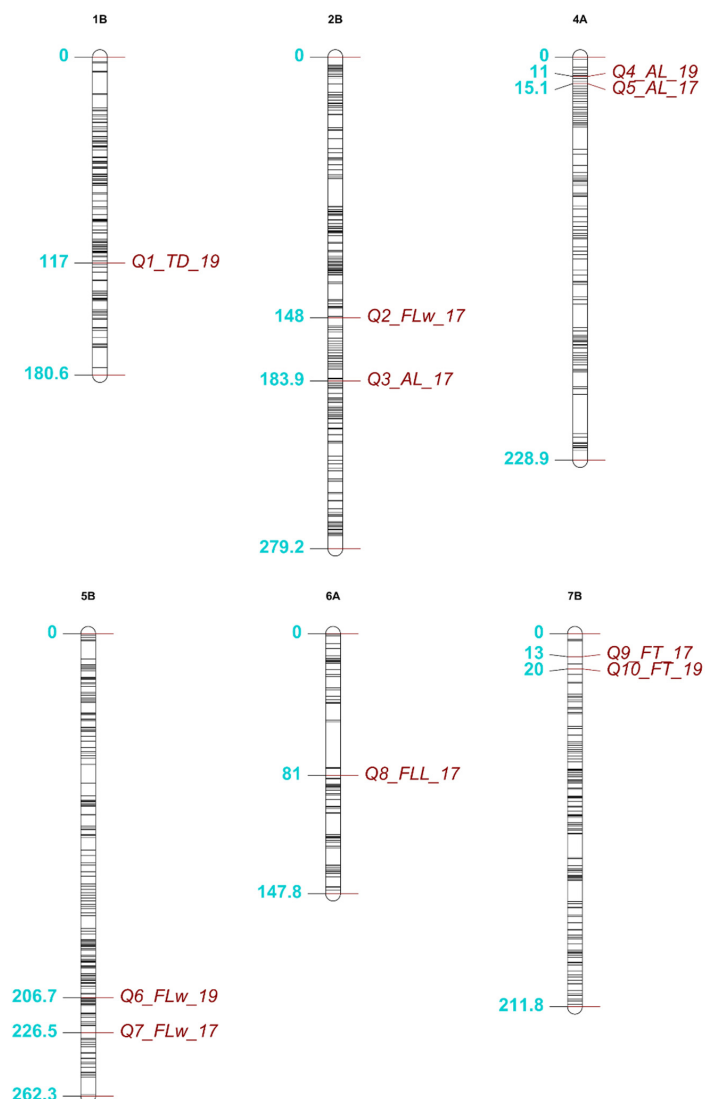 1B
0
117 Q1_TD_19
180.6
2B
0
148 Q2_FLw_17
183.9 Q3_AL_17
279.2
4A
0
11 Q4_AL_19
15.1 Q5_AL_17
228.9
5B
0
206.7 Q6_FLw_19
226.5 Q7_FLw_17
262.3
6A
0
81 Q8_FLL_17
147.8
7B
0
13 Q9_FT_17
20 Q10_FT_19
211.8